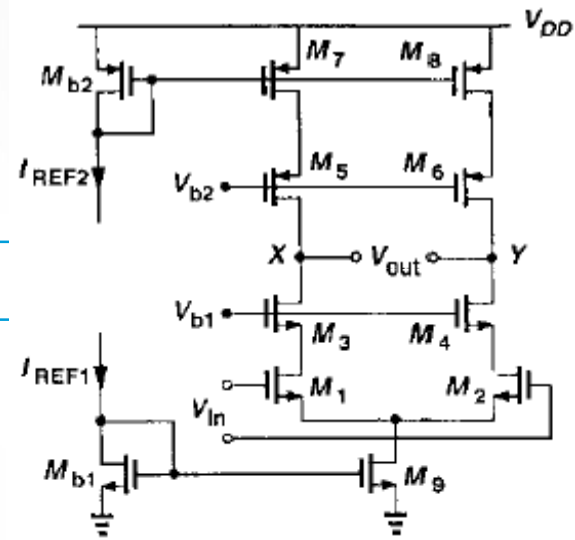 V_DD
M_b2 M_7 M_8
I_REF2
V_b2 M_5 M_6
X V_out Y
V_b1 M_3 M_4
I_REF1
V_in M_1 M_2
M_b1 M_9